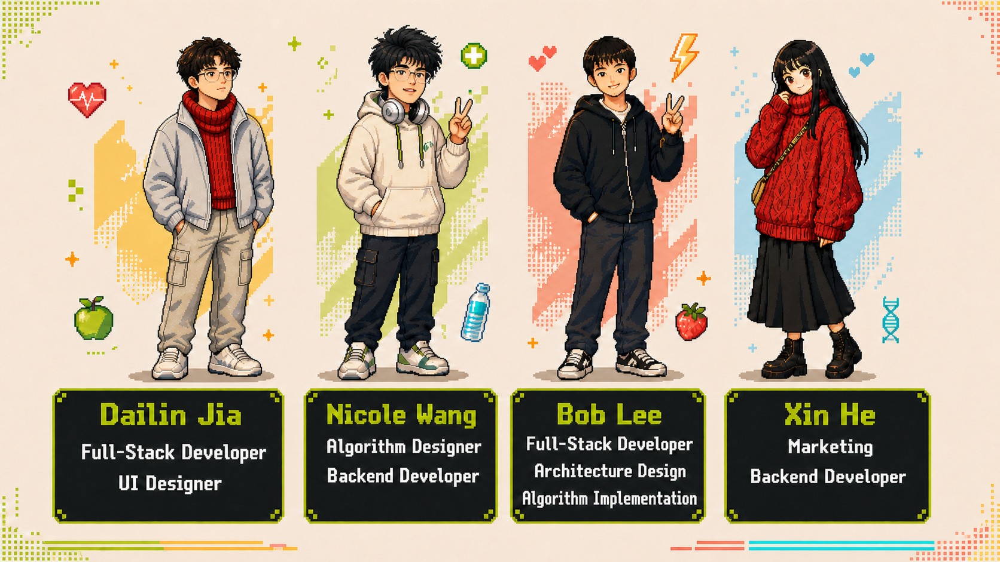 Dailin Jia
Full-Stack Developer
UI Designer
Nicole Wang
Algorithm Designer
Backend Developer
Bob Lee
Full-Stack Developer
Architecture Design
Algorithm Implementation
Xin He
Marketing
Backend Developer